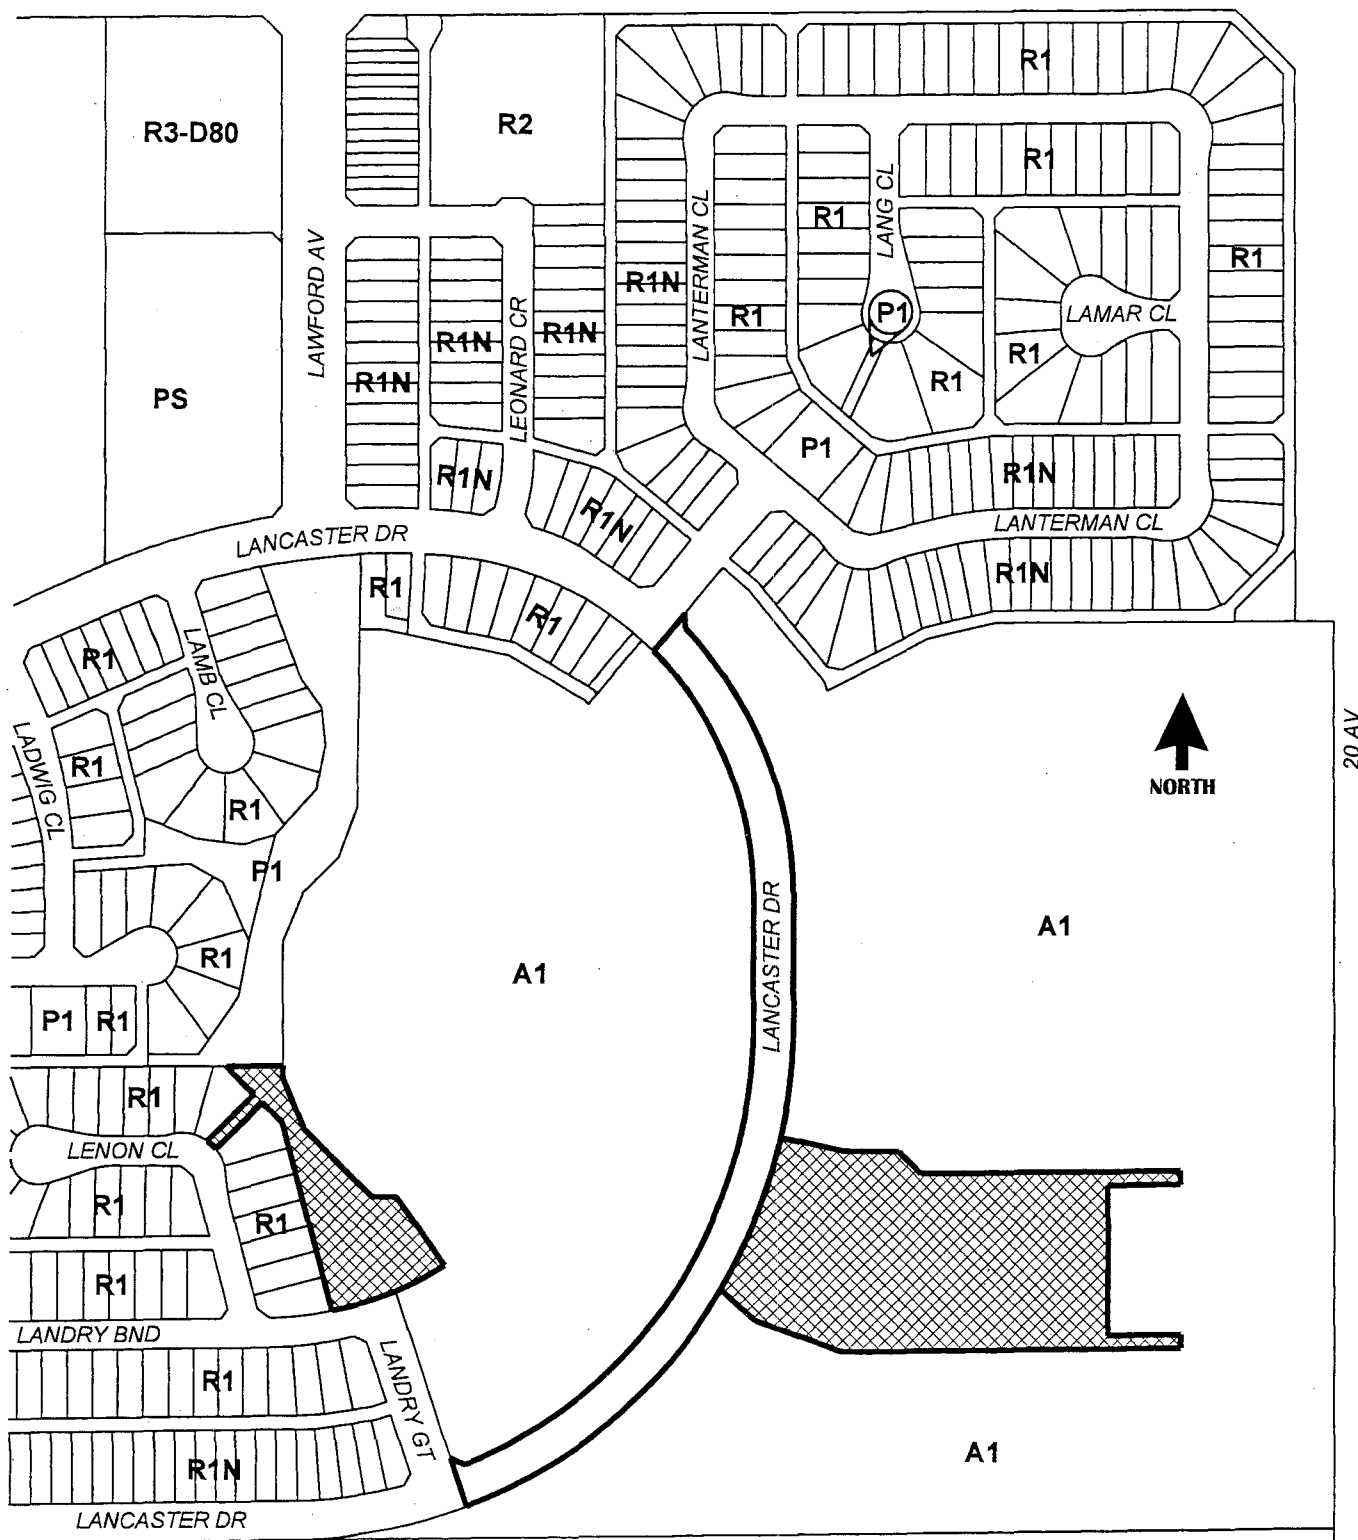 R1
R3-D80
R2
R1
LANG CL
LANTERMAN CL
R1
R1
LAWFORD AV
R1N
P1
LAMAR CL
R1N
R1N
R1
LEONARD CR
R1
R1N
R1
PS
P1
R1N
R1N
R1N
LANTERMAN CL
LANCASTER DR
R1N
R1
R1
R1
LAMB CL
20 AV
LADWIG CL
R1
NORTH
R1
P1
LANCASTER DR
A1
R1
A1
P1
R1
R1
LENON CL
R1
R1
R1
LANDRY BND
LANDRY GT
R1
A1
R1N
LANCASTER DR